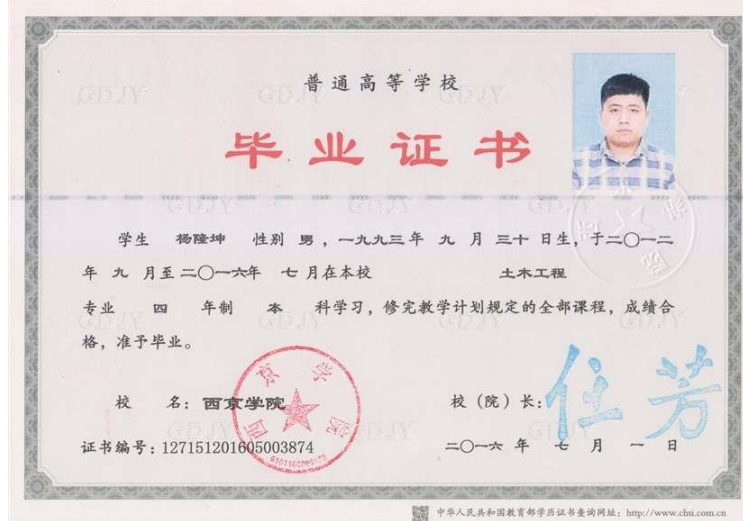 普通高等学校
毕业证书
学生 杨隆坤 性别 男，一九九三年 九 月 三十 日生，于二〇一二
年 九 月至 二〇一六年 七 月在本校 土木工程
专业 四 年制 本 科学习，修完教学计划规定的全部课程，成绩合
格，准予毕业。
校 名：西京学院
校（院）长：任芳
西京学院
证书编号：127151201605003874
二〇一六 年 七 月 一 日
中华人民共和国教育部学历证书查询网址：http://www.chsi.com.cn
GDJY